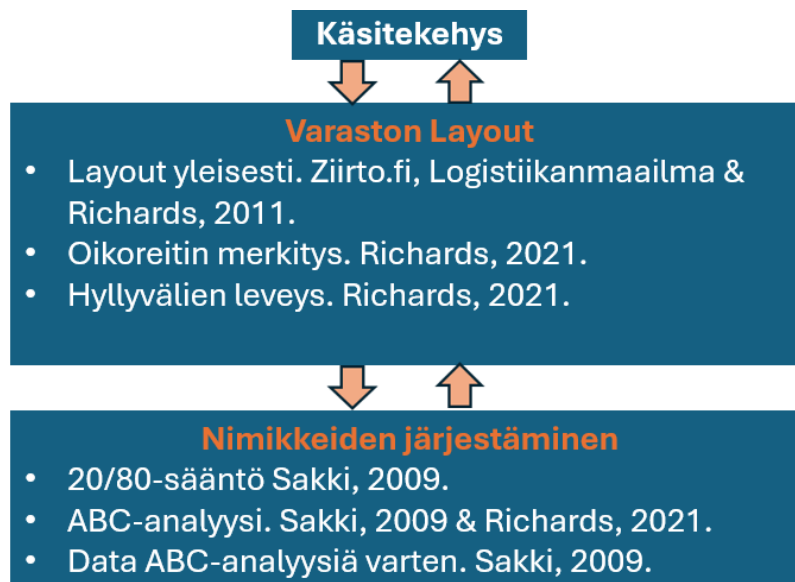 Käsitekehys
Varaston Layout
• Layout yleisesti. Ziirto.fi, Logistiikanmaailma &
Richards, 2011.
• Oikoreitin merkitys. Richards, 2021.
• Hyllyvälien leveys. Richards, 2021.
Nimikkeiden järjestäminen
• 20/80-sääntö Sakki, 2009.
• ABC-analyysi. Sakki, 2009 & Richards, 2021.
• Data ABC-analyysiä varten. Sakki, 2009.